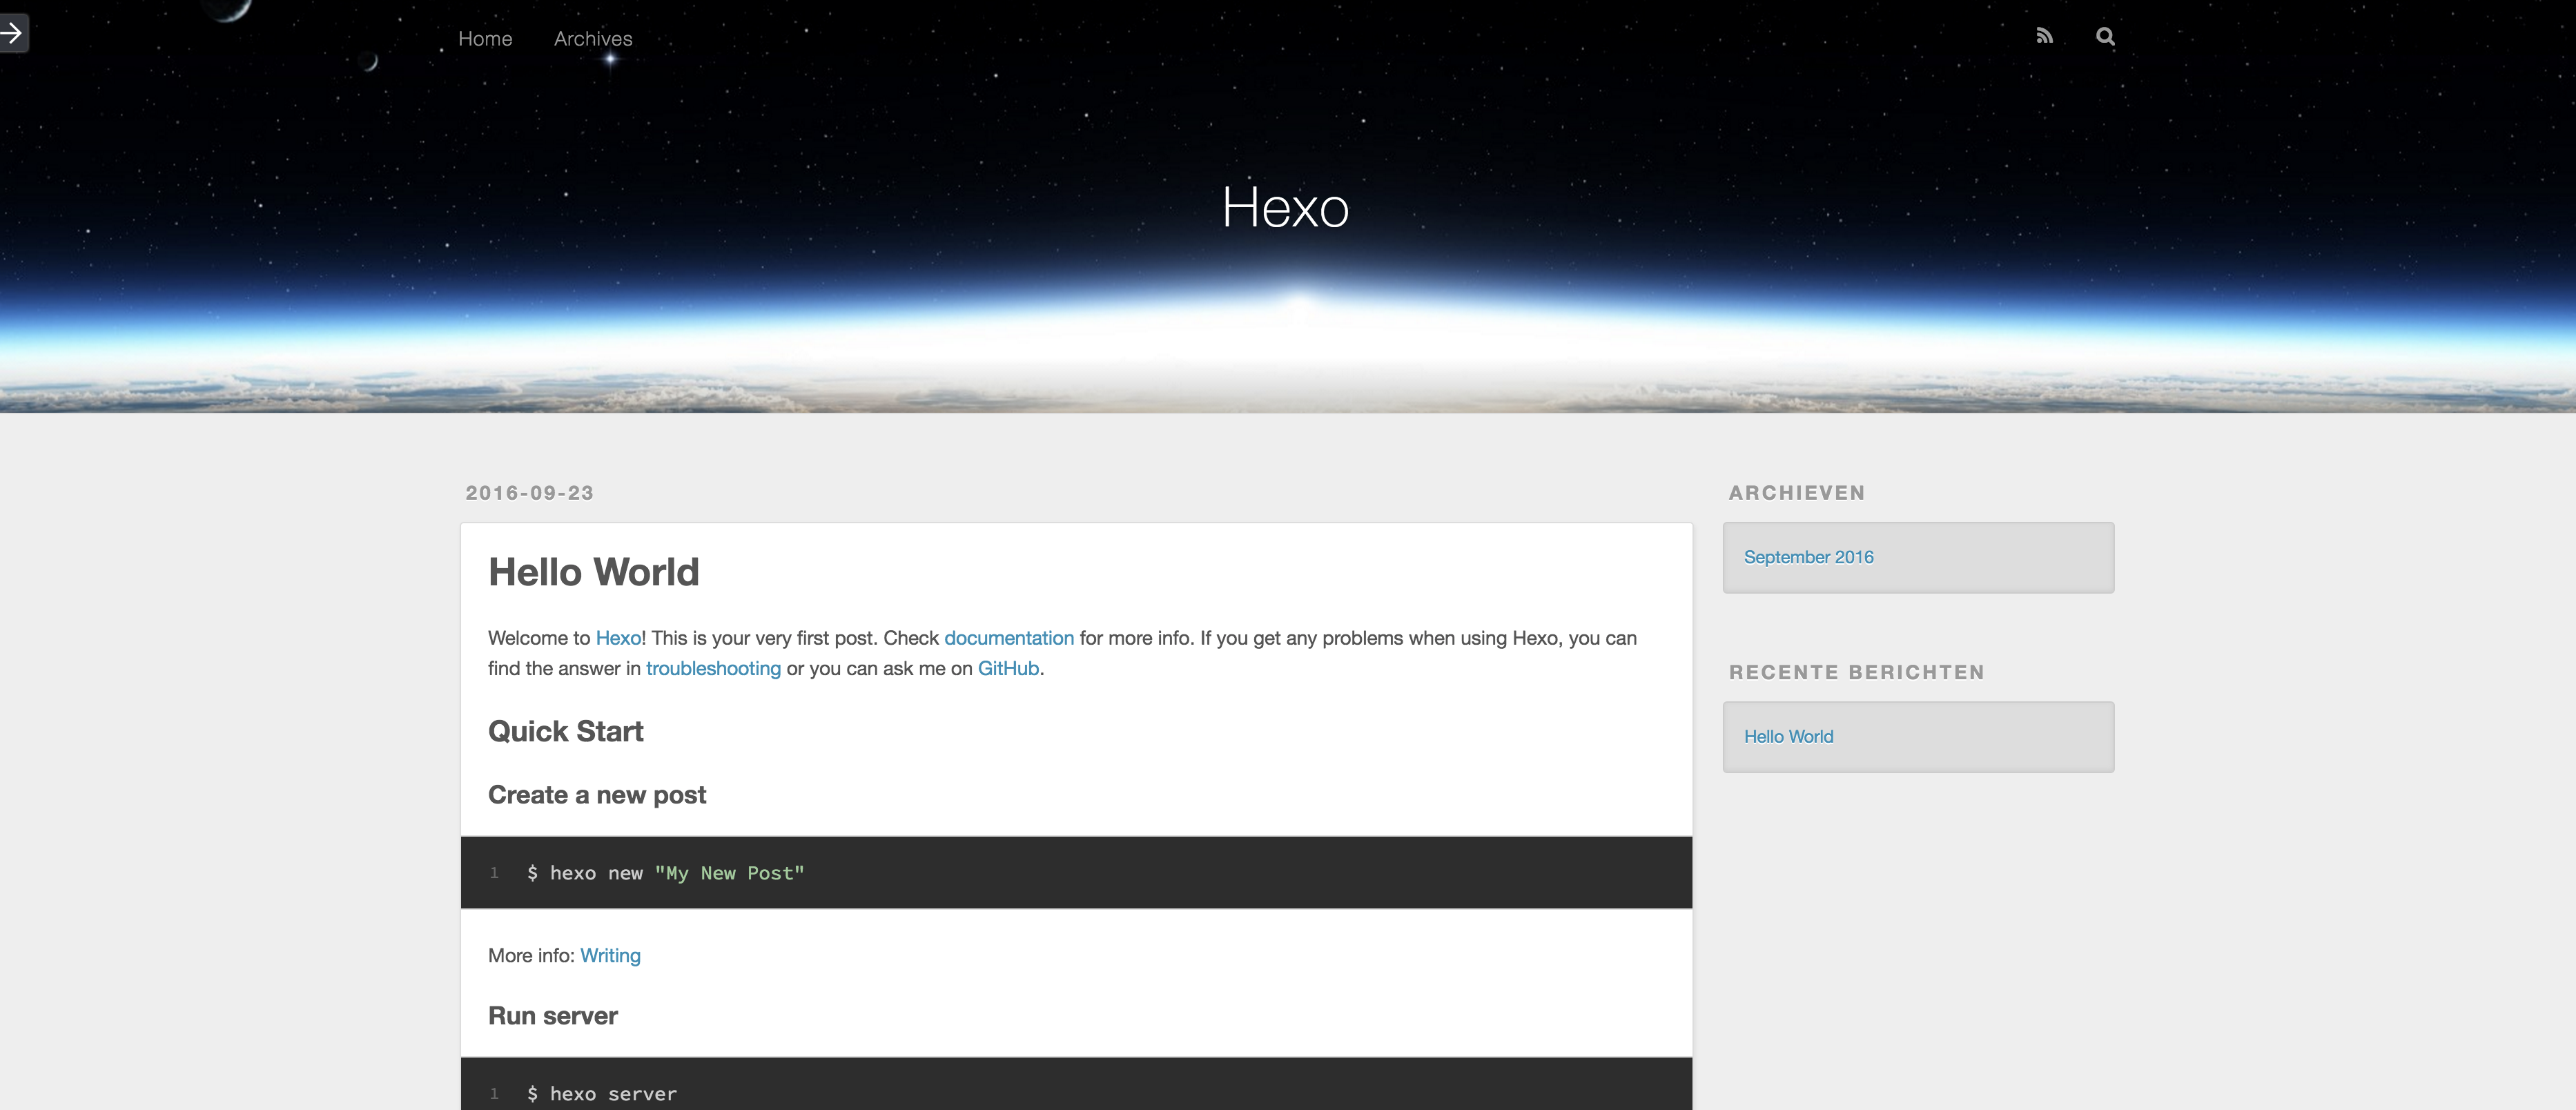 Home Archives
Hexo
2016-09-23
Hello World
Welcome to Hexo! This is your very first post. Check documentation for more info. If you get any problems when using Hexo, you can
find the answer in troubleshooting or you can ask me on GitHub.
Quick Start
Create a new post
1 $ hexo new "My New Post"
More info: Writing
Run server
1 $ hexo server
ARCHIEVEN
September 2016
RECENTE BERICHTEN
Hello World